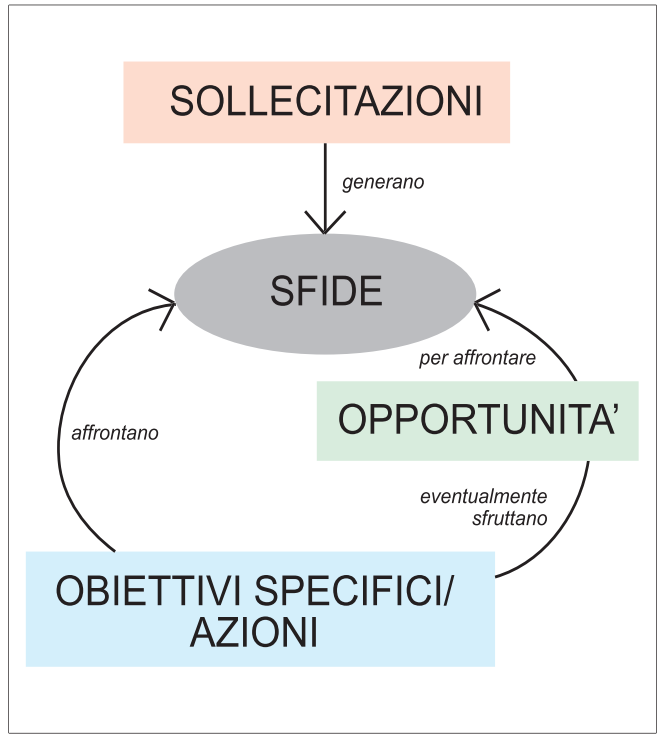 SOLLECITAZIONI
generano
SFIDE
per affrontare
OPPORTUNITA’
affrontano
eventualmente
sfruttano
OBIETTIVI SPECIFICI/
AZIONI